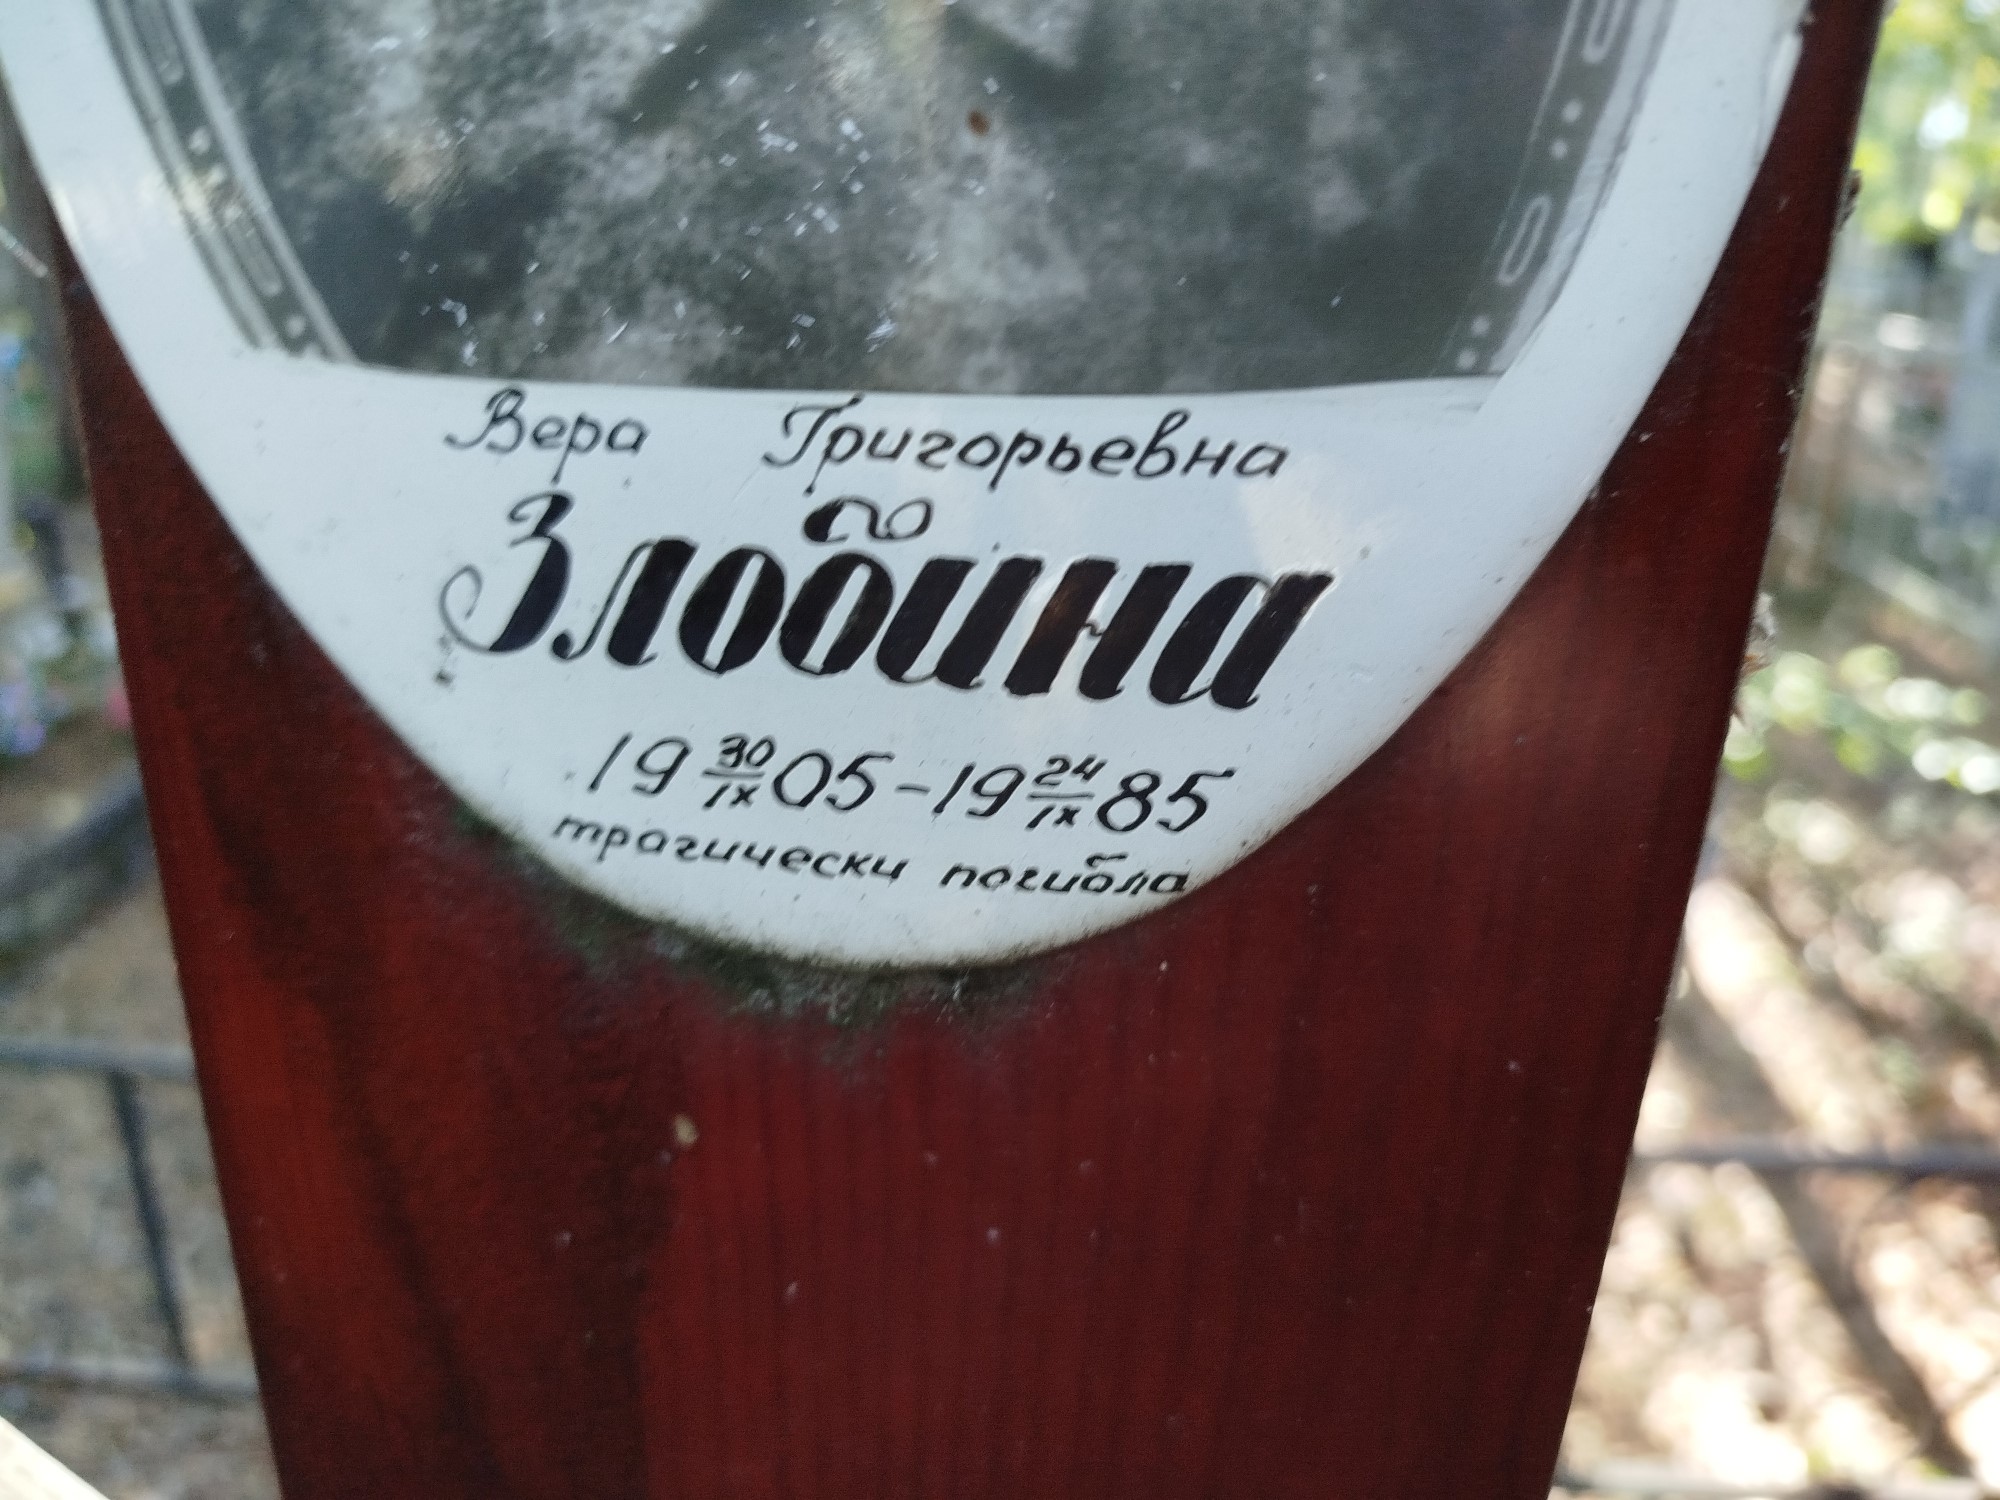 Вера Григорьевна
Злобина
19 30/IX 05 - 19 24/IX 85
трагически погибла